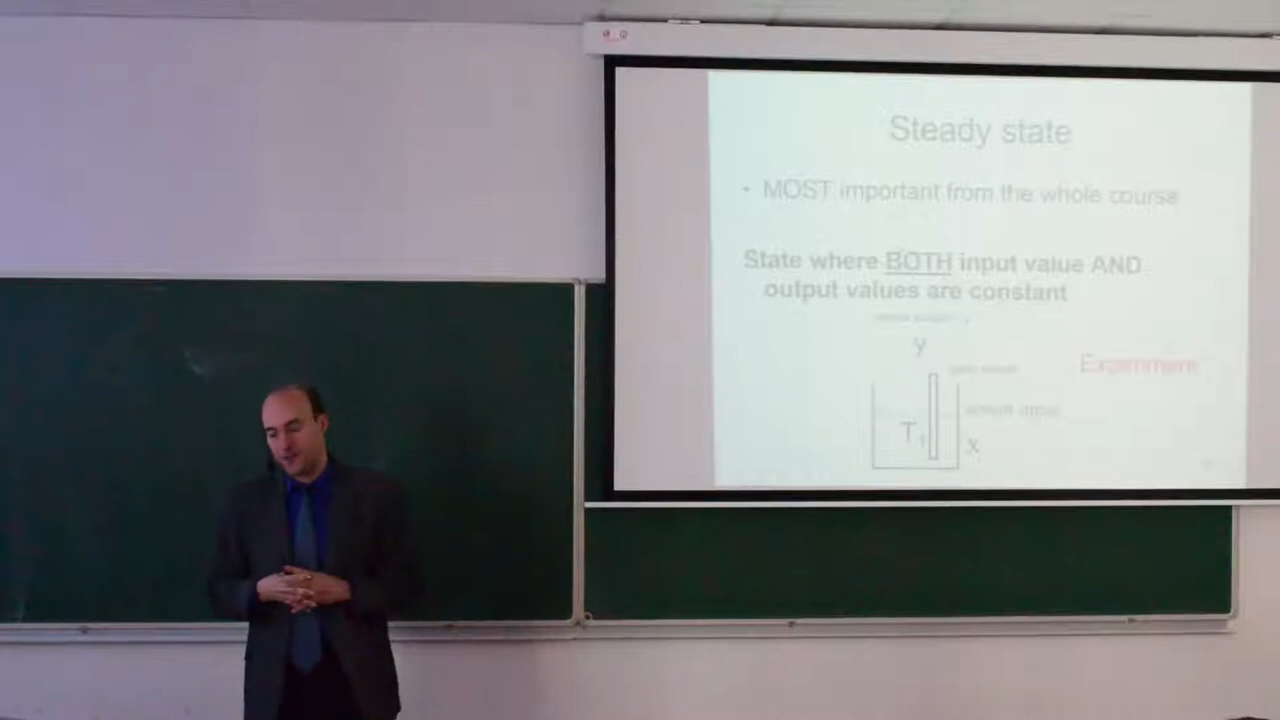 Steady state
• MOST important from the whole course
State where BOTH input value AND
output values are constant
y
Experiment
T1
x